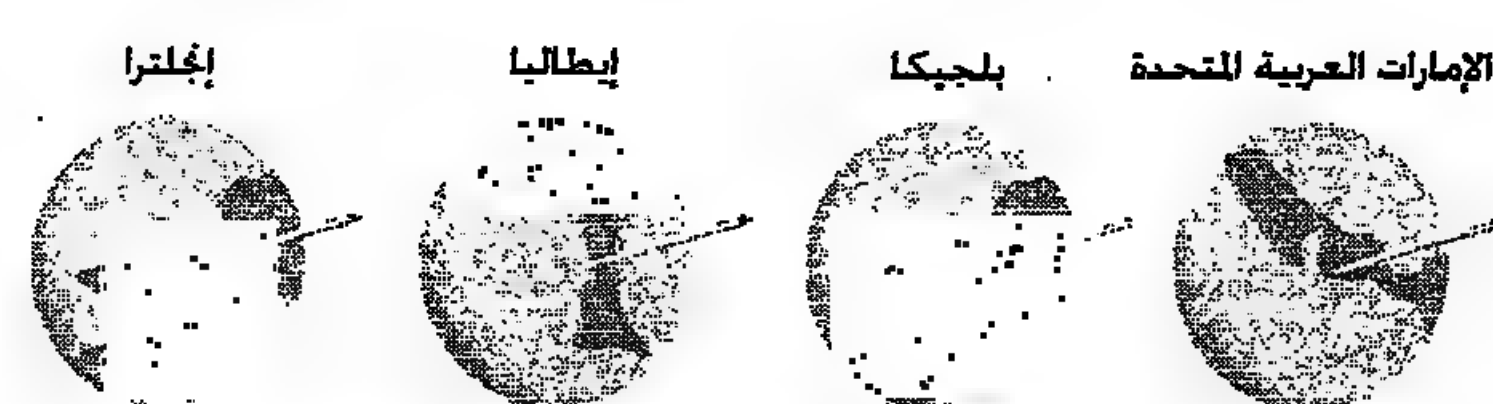 الإمارات العربية المتحدة
بلجيكا
إيطاليا
إنجلترا